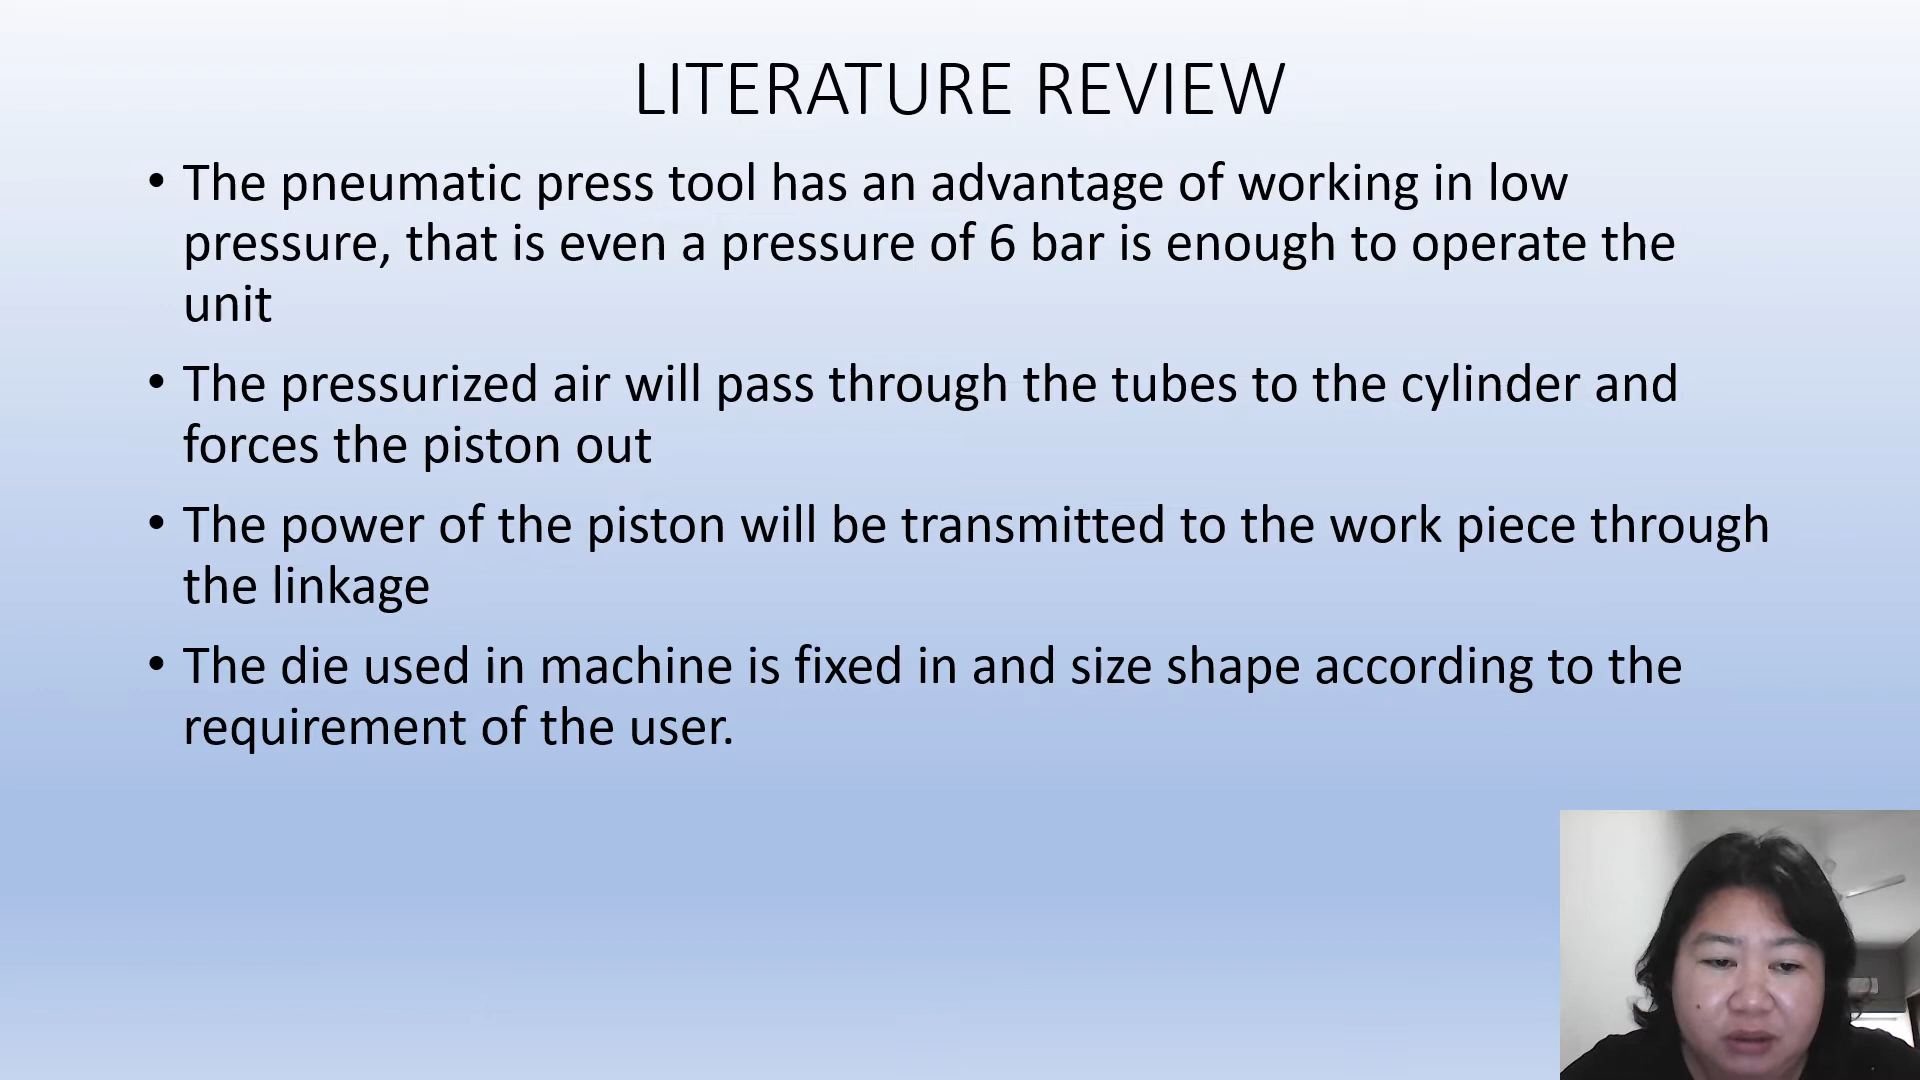 LITERATURE REVIEW
• The pneumatic press tool has an advantage of working in low
pressure, that is even a pressure of 6 bar is enough to operate the
unit
• The pressurized air will pass through the tubes to the cylinder and
forces the piston out
• The power of the piston will be transmitted to the work piece through
the linkage
• The die used in machine is fixed in and size shape according to the
requirement of the user.